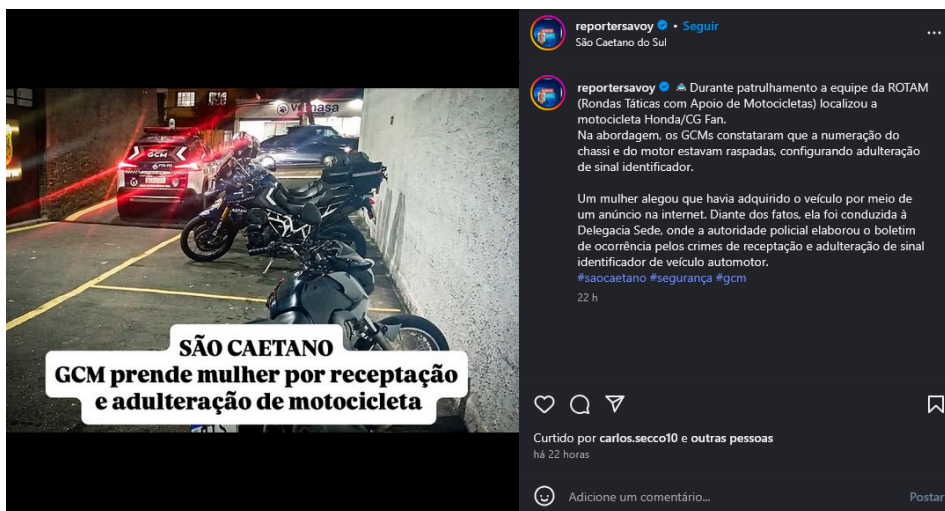 GCM
ROTAM
SÃO CAETANO
GCM prende mulher por receptação
e adulteração de motocicleta
reportersavoy • Seguir
São Caetano do Sul
reportersavoy Durante patrulhamento a equipe da ROTAM
(Rondas Táticas com Apoio de Motocicletas) localizou a
motocicleta Honda/CG Fan.
Na abordagem, os GCMs constataram que a numeração do
chassi e do motor estavam raspadas, configurando adulteração
de sinal identificador.
Um mulher alegou que havia adquirido o veículo por meio de
um anúncio na internet. Diante dos fatos, ela foi conduzida à
Delegacia Sede, onde a autoridade policial elaborou o boletim
de ocorrência pelos crimes de receptação e adulteração de sinal
identificador de veículo automotor.
#saocaetano #segurança #gcm
22 h
Curtido por carlos.secco10 e outras pessoas
há 22 horas
Adicione um comentário...
Postar